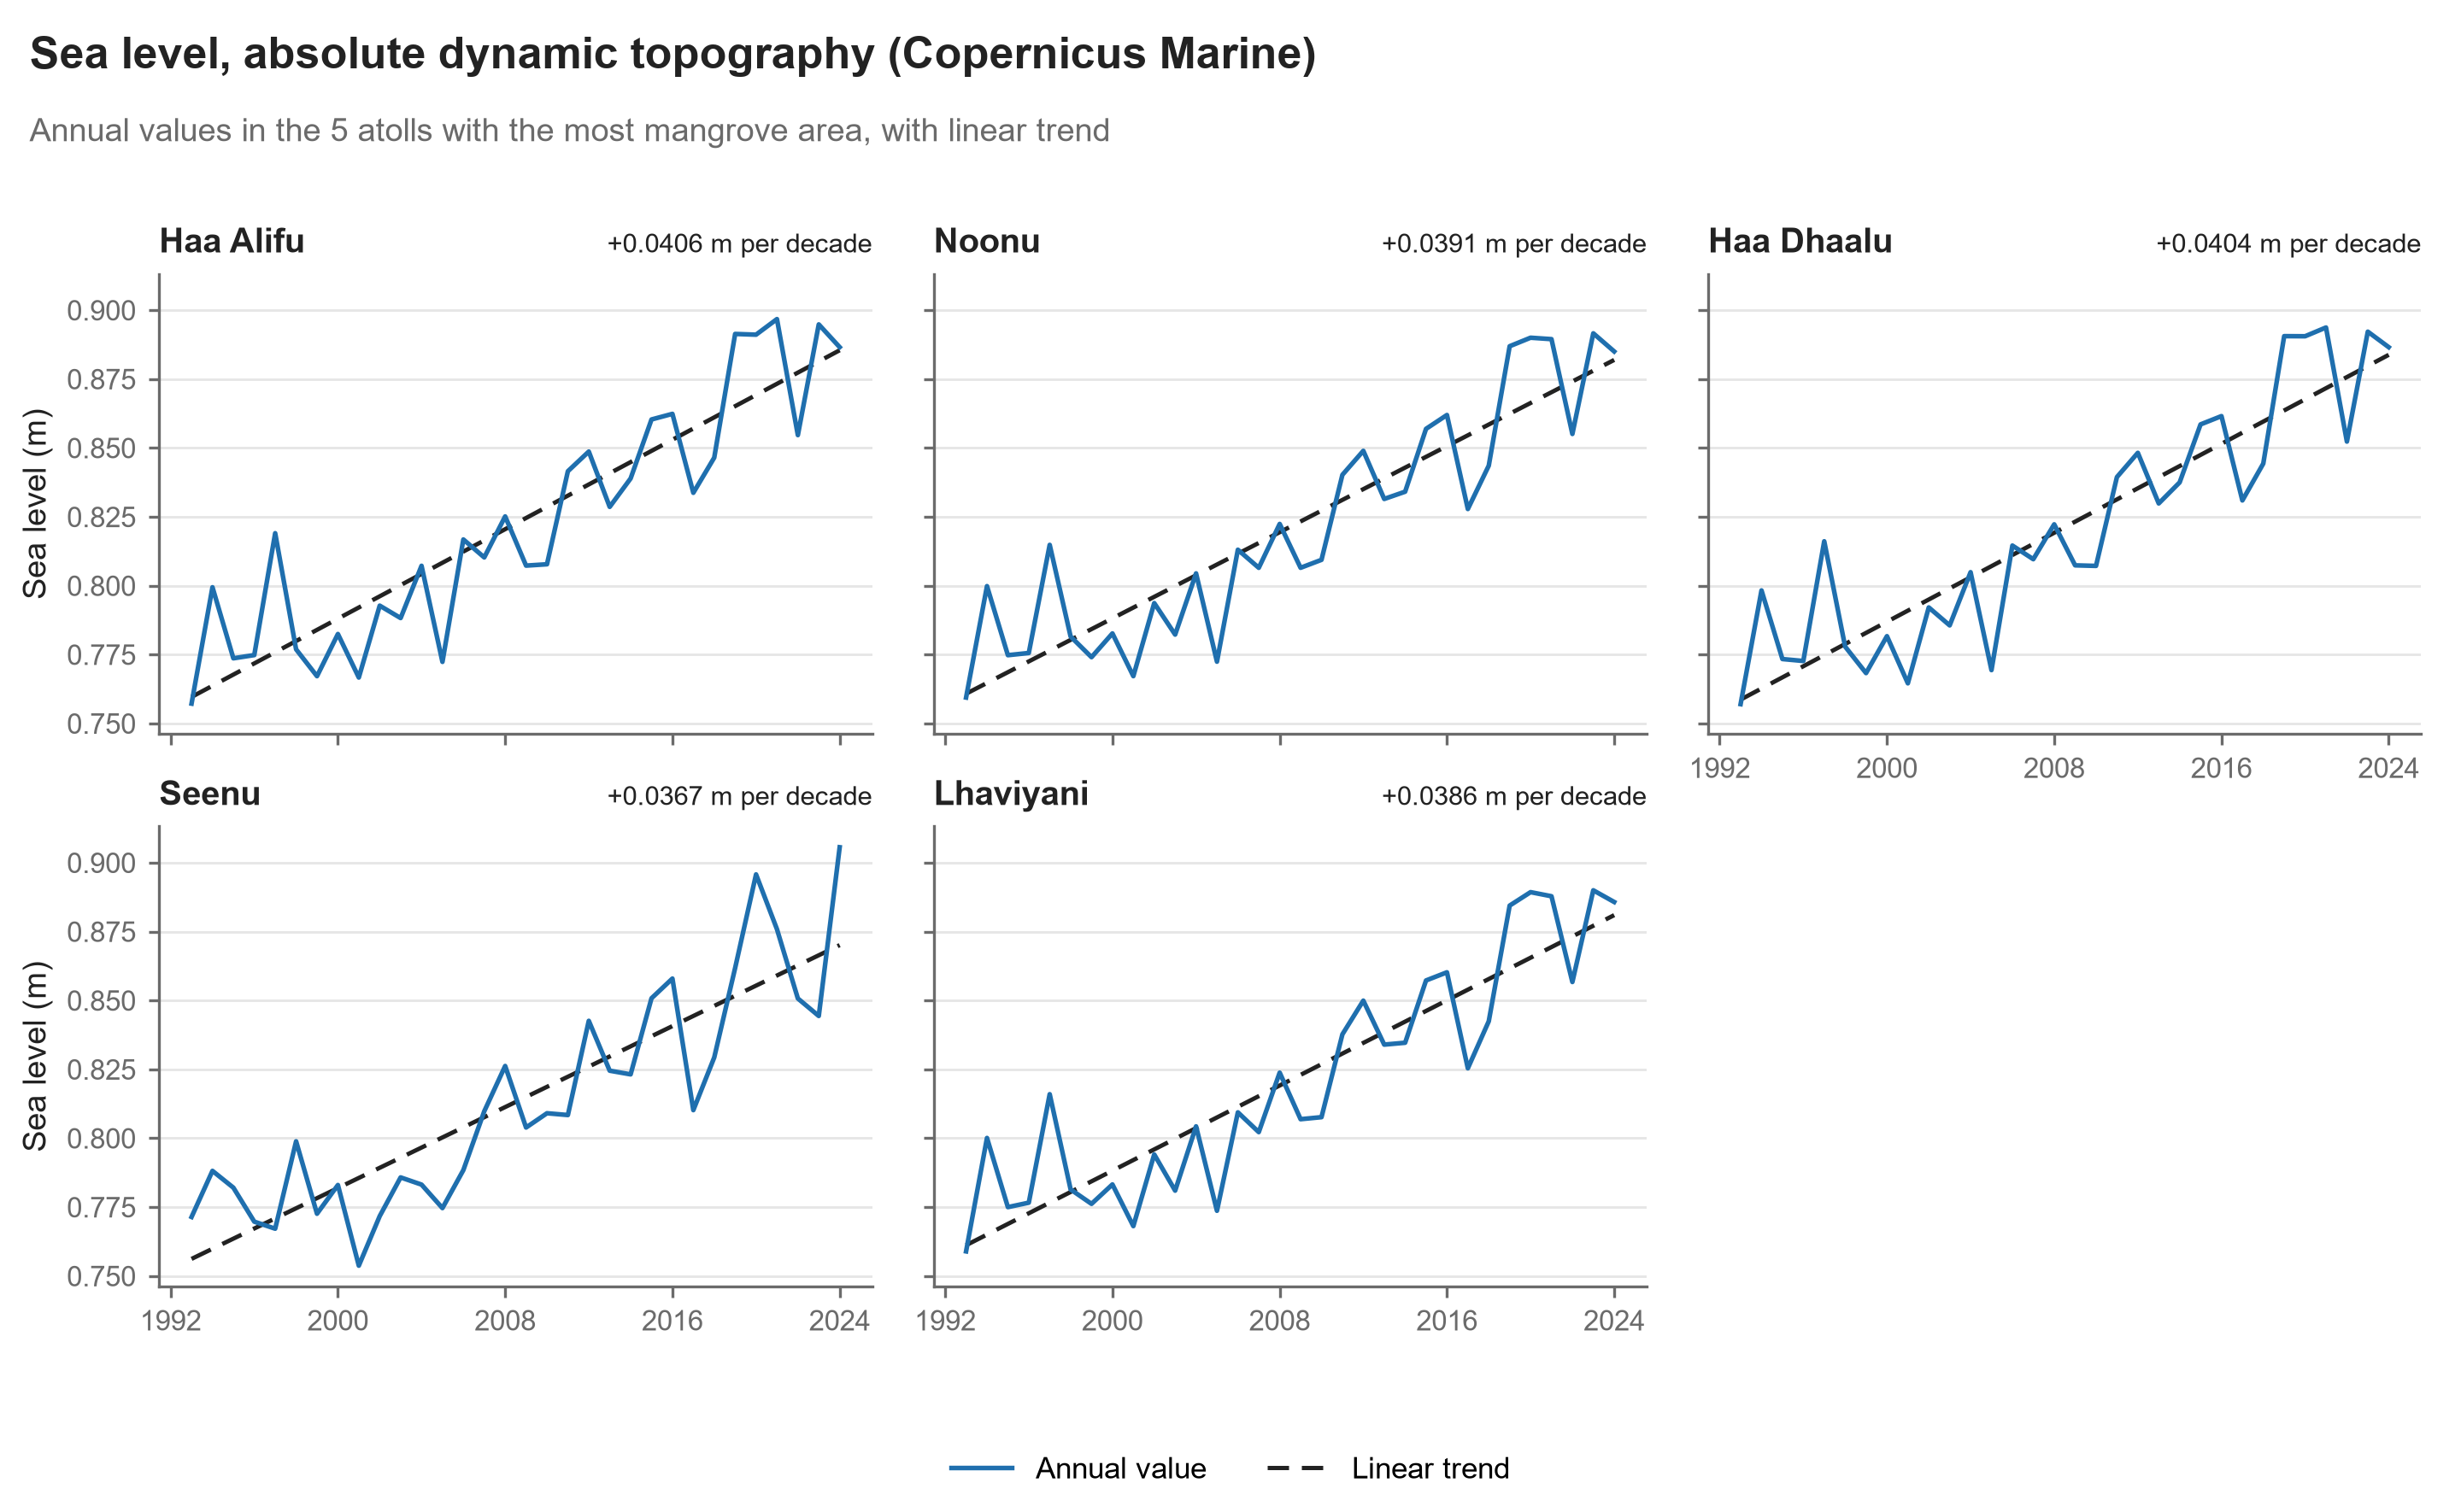 Sea level, absolute dynamic topography (Copernicus Marine)
Annual values in the 5 atolls with the most mangrove area, with linear trend
Haa Alifu +0.0406 m per decade
Noonu +0.0391 m per decade
Haa Dhaalu +0.0404 m per decade
Sea level (m)
0.900
0.875
0.850
0.825
0.800
0.775
0.750
1992 2000 2008 2016 2024
Seenu +0.0367 m per decade
Lhaviyani +0.0386 m per decade
Sea level (m)
0.900
0.875
0.850
0.825
0.800
0.775
0.750
1992 2000 2008 2016 2024
1992 2000 2008 2016 2024
Annual value
Linear trend